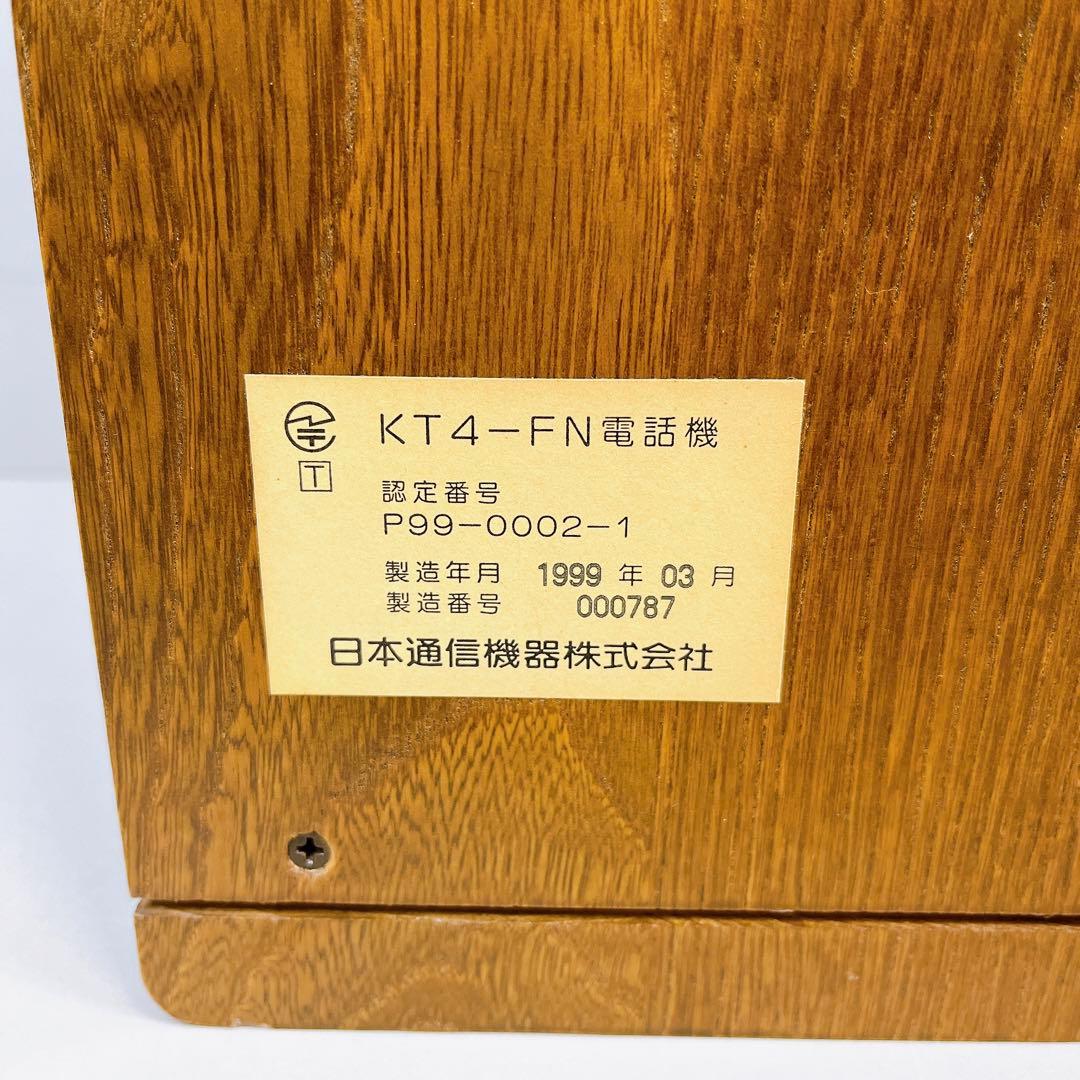 KT4-FN電話機
T
認定番号
P99-0002-1
製造年月 1999 年 03 月
製造番号 000787
日本通信機器株式会社